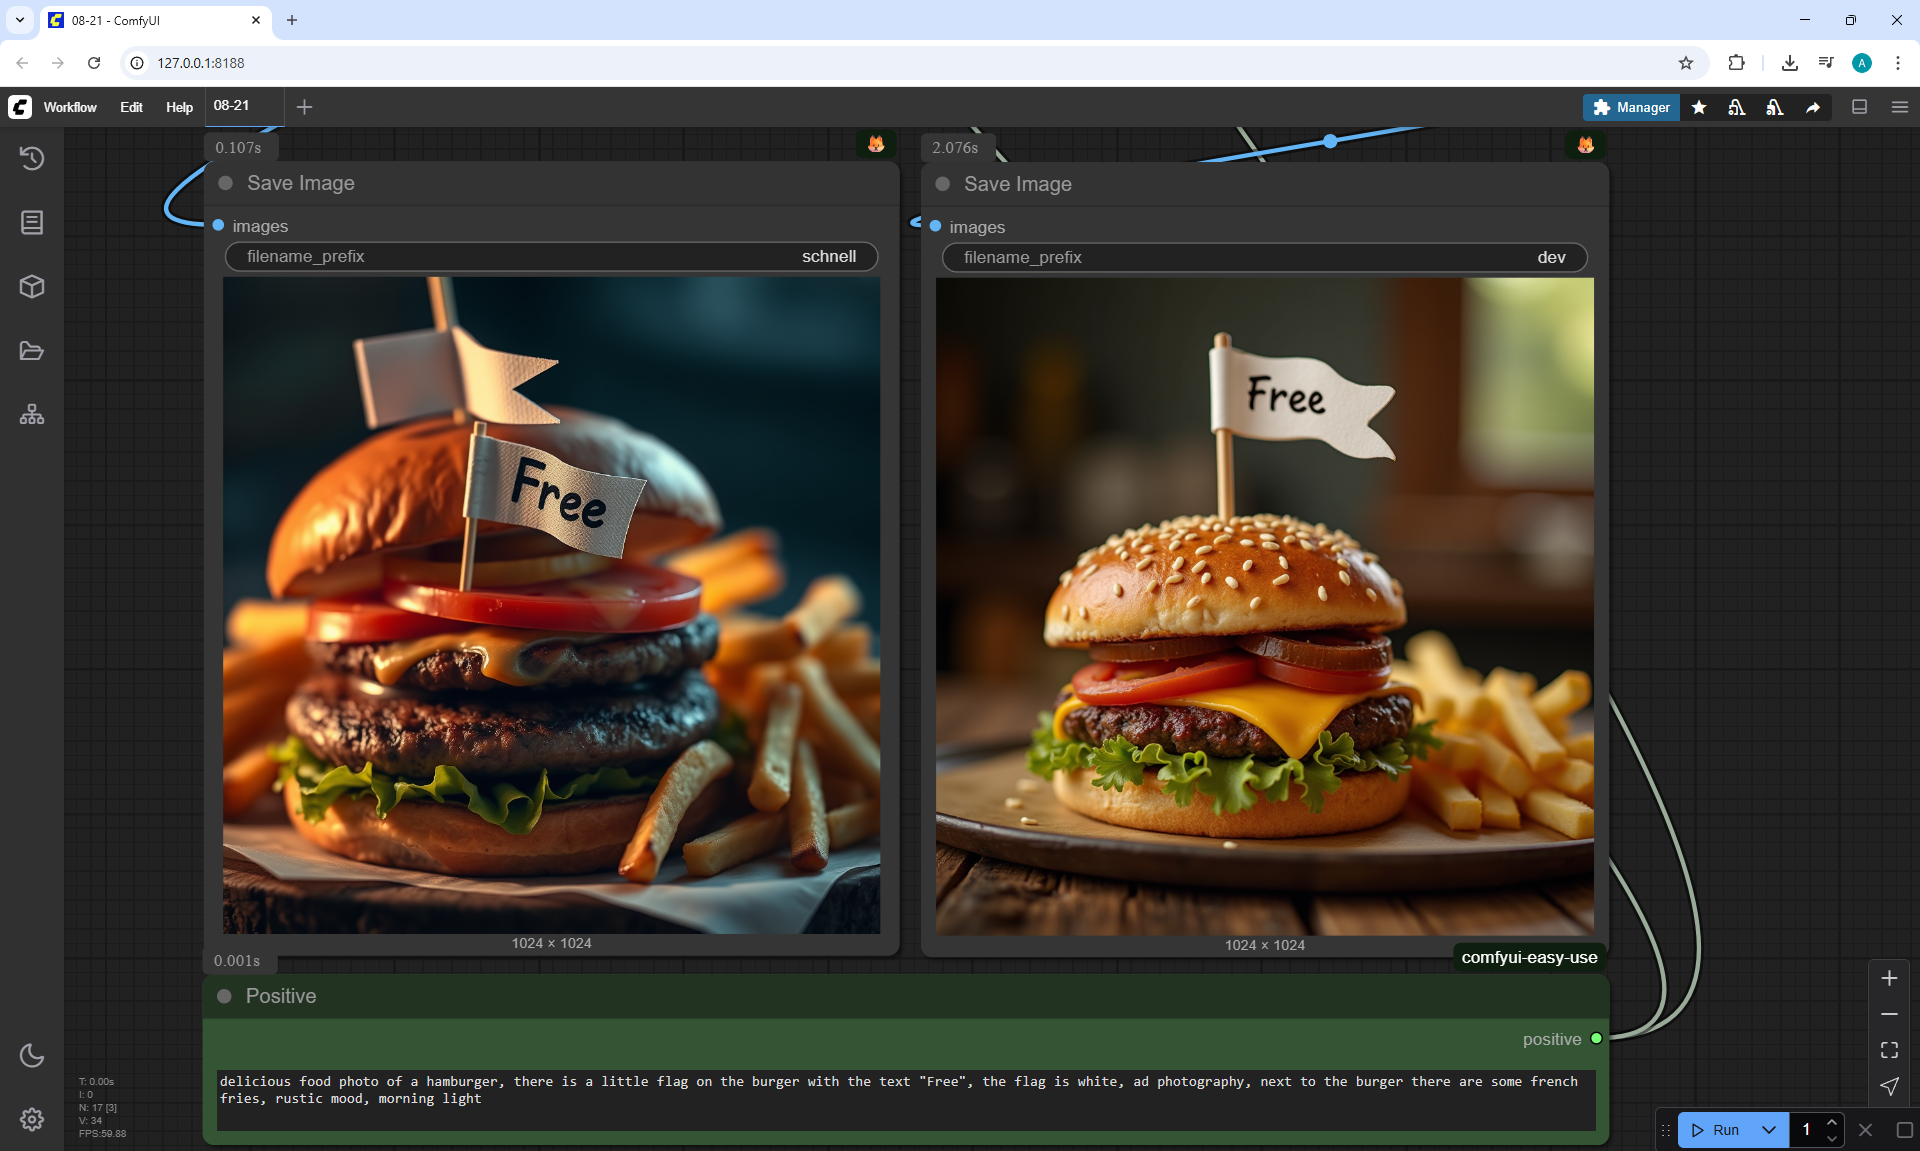 08-21 - ComfyUI
127.0.0.1:8188
Workflow Edit Help 08-21
Manager
0.107s
Save Image
images
filename_prefix schnell
Free
1024 × 1024
2.076s
Save Image
images
filename_prefix dev
Free
1024 × 1024
comfyui-easy-use
0.001s
Positive
positive
delicious food photo of a hamburger, there is a little flag on the burger with the text "Free", the flag is white, ad photography, next to the burger there are some french
fries, rustic mood, morning light
T: 0.00s
I: 0
N: 17 [3]
V: 34
FPS:59.88
Run 1
A